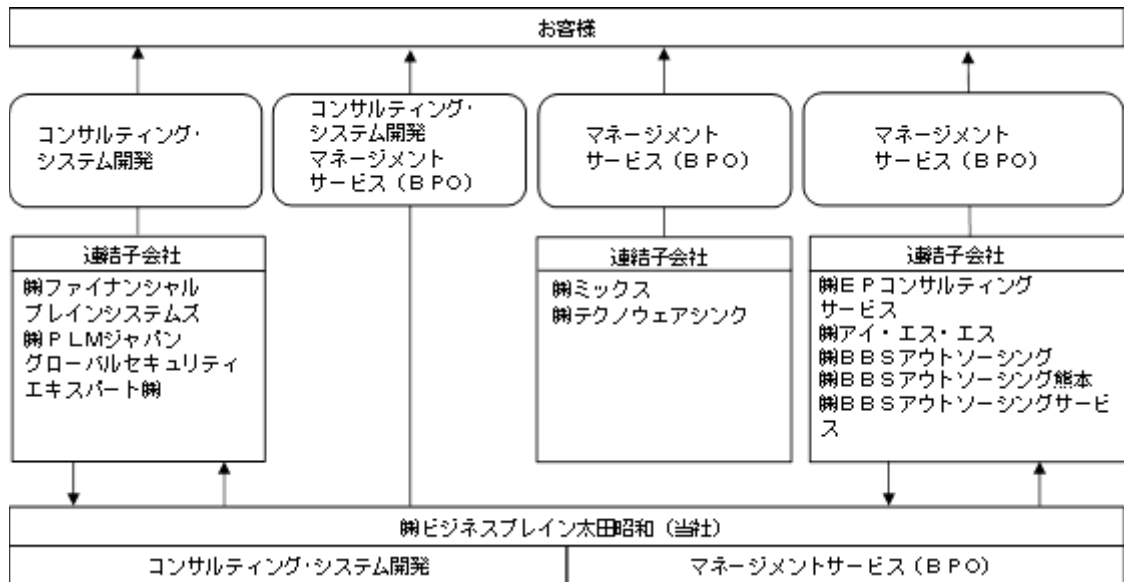 お客様
コンサルティング・
システム開発
コンサルティング・
システム開発
マネージメント
サービス（ＢＰＯ）
マネージメント
サービス（ＢＰＯ）
マネージメント
サービス（ＢＰＯ）
連結子会社
㈱ファイナンシャル
ブレインシステムズ
㈱ＰＬＭジャパン
グローバルセキュリティ
エキスパート㈱
連結子会社
㈱ミックス
㈱テクノウェアシンク
連結子会社
㈱ＥＰコンサルティング
サービス
㈱アイ・エス・エス
㈱ＢＢＳアウトソーシング
㈱ＢＢＳアウトソーシング熊本
㈱ＢＢＳアウトソーシングサービ
ス
㈱ビジネスブレイン太田昭和（当社）
コンサルティング・システム開発
マネージメントサービス（ＢＰＯ）